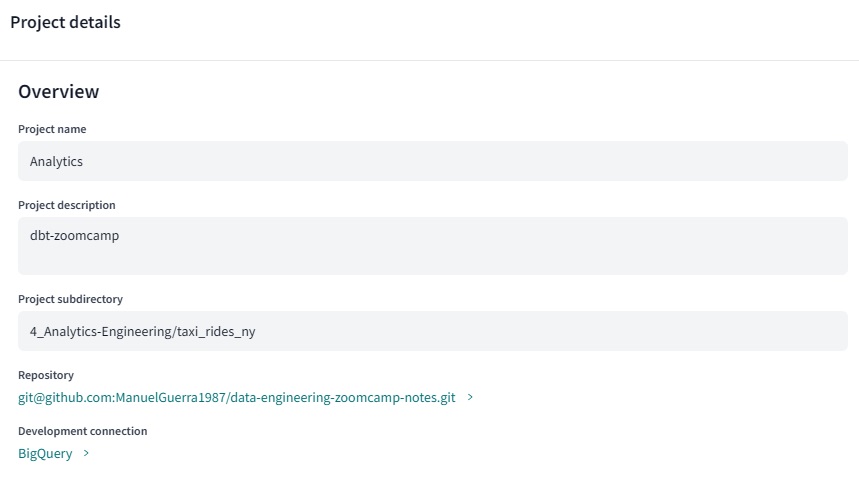 Project details
Overview
Project name
Analytics
Project description
dbt-zoomcamp
Project subdirectory
4_Analytics-Engineering/taxi_rides_ny
Repository
git@github.com:ManuelGuerra1987/data-engineering-zoomcamp-notes.git
Development connection
BigQuery